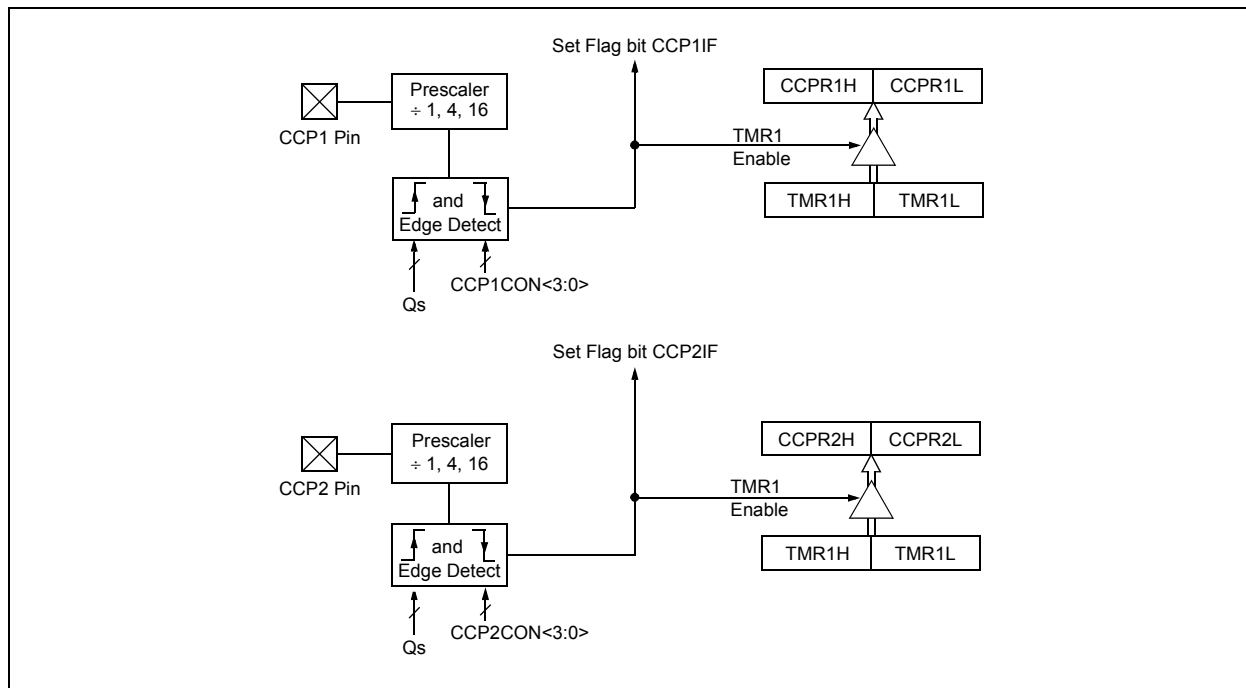 Set Flag bit CCP1IF
Prescaler
÷ 1, 4, 16
CCPR1H CCPR1L
CCP1 Pin
TMR1
Enable
and
Edge Detect
TMR1H TMR1L
CCP1CON<3:0>
Qs
Set Flag bit CCP2IF
Prescaler
÷ 1, 4, 16
CCPR2H CCPR2L
CCP2 Pin
TMR1
Enable
and
Edge Detect
TMR1H TMR1L
CCP2CON<3:0>
Qs